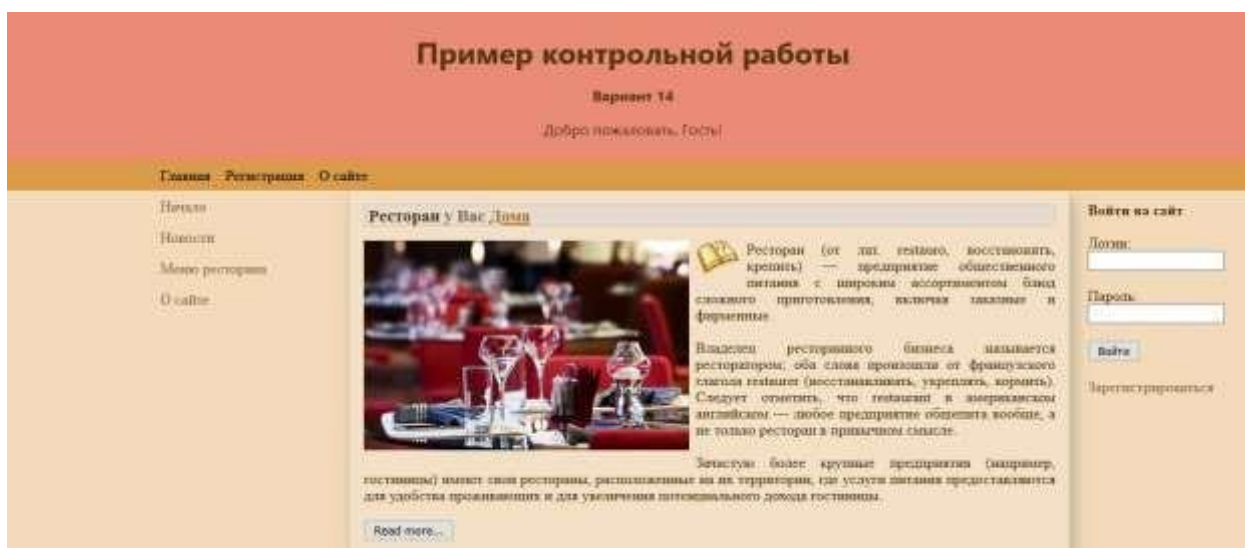 Пример контрольной работы
Вариант 14
Добро пожаловать, Гость!
Главная Регистрация О сайте
Начало
Новости
Меню ресторана
О сайте
Ресторан у Вас Дома
Ресторан (от лат. restauro, восстановить,
крепить) — предприятие общественного
питания с широким ассортиментом блюд
сложного приготовления, включая заказные и
фирменные.
Владелец ресторанного бизнеса называется
ресторатором; оба слова произошли от французского
глагола restaurer (восстанавливать, укреплять, кормить).
Следует отметить, что restaurant в американском
английском — любое предприятие общепита вообще, а
не только ресторан в привычном смысле.
Зачастую более крупные предприятия (например,
гостиницы) имеют свои рестораны, расположенные на их территории, где услуги питания предоставляются
для удобства проживающих и для увеличения потенциального дохода гостиницы.
Read more...
Войти на сайт
Логин:
Пароль:
Войти
Зарегистрироваться